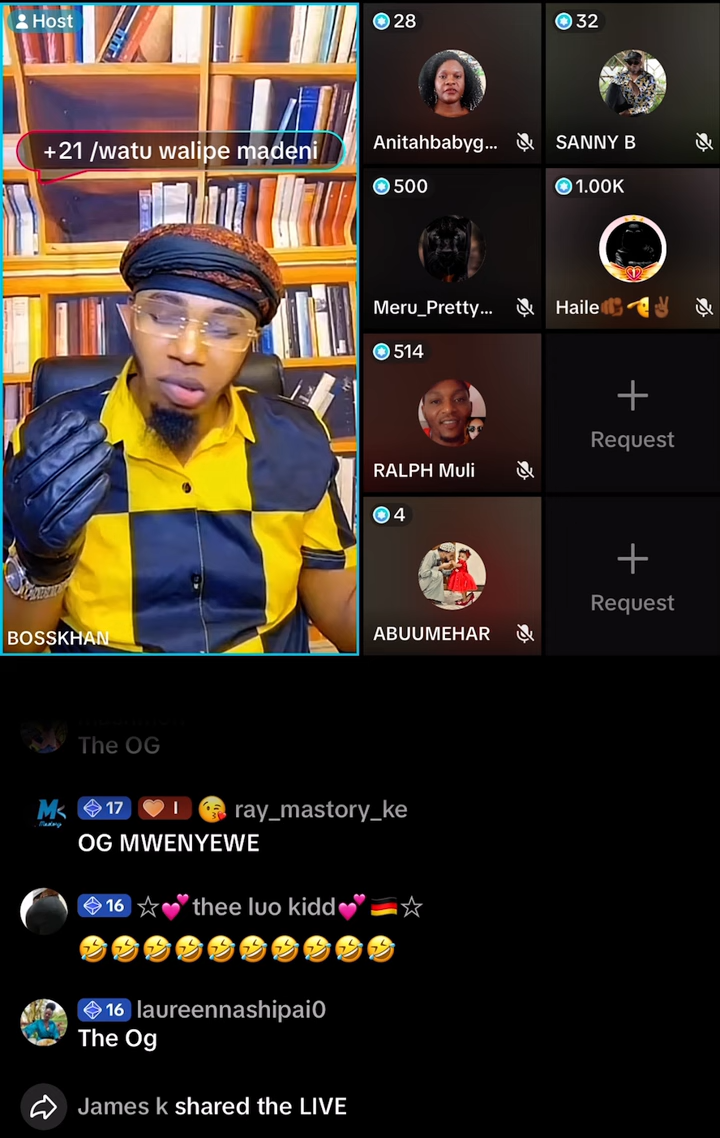 Host
+21 /watu walipe madeni
BOSSKHAN
28
Anitahbabyg...
32
SANNY B
500
Meru_Pretty...
1.00K
Haile🤛🏾🫡✌🏾
514
RALPH Muli
Request
4
ABUUMEHAR
Request
The OG
17 I 😘 ray_mastory_ke
OG MWENYEWE
16 ☆💕thee luo kidd💕🇩🇪☆
🤣🤣🤣🤣🤣🤣🤣🤣🤣🤣
16 laureennashipai0
The Og
James k shared the LIVE